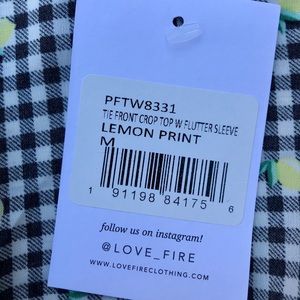 PFTW8331
TIE FRONT CROP TOP W FLUTTER SLEEVE
LEMON PRINT
M
1 91198 84175 6
follow us on instagram!
@LOVE_FIRE
WWW.LOVEFIRECLOTHING.COM